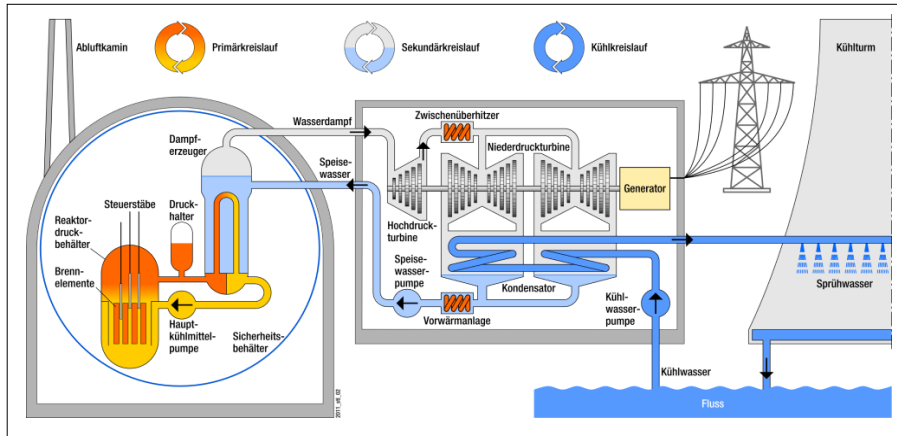 Abluftkamin
Primärkreislauf
Sekundärkreislauf
Kühlkreislauf
Kühlturm
Wasserdampf
Zwischenüberhitzer
Dampf-
erzeuger
Niederdruckturbine
Speise-
wasser
Generator
Steuerstäbe
Druck-
halter
Reaktor-
druck-
behälter
Hochdruck-
turbine
Brenn-
elemente
Speise-
wasser-
pumpe
Kondensator
Sprühwasser
Kühl-
wasser-
pumpe
Haupt-
kühlmittel-
pumpe
Sicherheits-
behälter
Vorwärmanlage
Kühlwasser
Fluss